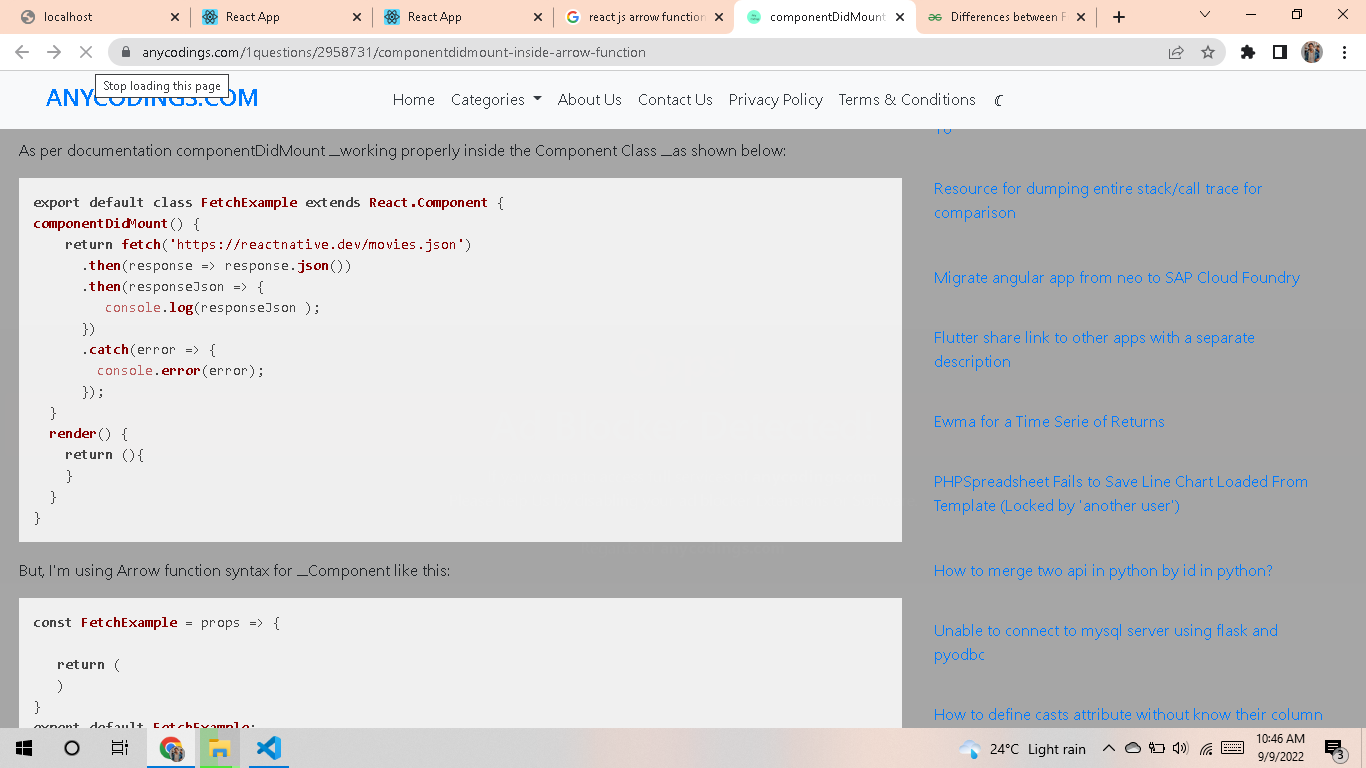 localhost
React App
React App
react js arrow function
componentDidMount
Differences between F
anycodings.com/1questions/2958731/componentdidmount-inside-arrow-function
Stop loading this page
ANYCODINGS.COM
Home
Categories
About Us
Contact Us
Privacy Policy
Terms & Conditions
As per documentation componentDidMount __working properly inside the Component Class __as shown below:
export default class FetchExample extends React.Component {
componentDidMount() {
return fetch('https://reactnative.dev/movies.json')
.then(response => response.json())
.then(responseJson => {
console.log(responseJson );
})
.catch(error => {
console.error(error);
});
}
render() {
return (){
}
}
}
But, I'm using Arrow function syntax for __Component like this:
const FetchExample = props => {
return (
)
}
export default FetchExample;
To
Resource for dumping entire stack/call trace for
comparison
Migrate angular app from neo to SAP Cloud Foundry
Flutter share link to other apps with a separate
description
Ewma for a Time Serie of Returns
PHPSpreadsheet Fails to Save Line Chart Loaded From
Template (Locked by 'another user')
How to merge two api in python by id in python?
Unable to connect to mysql server using flask and
pyodbc
How to define casts attribute without know their column
24°C Light rain
10:46 AM
9/9/2022
3